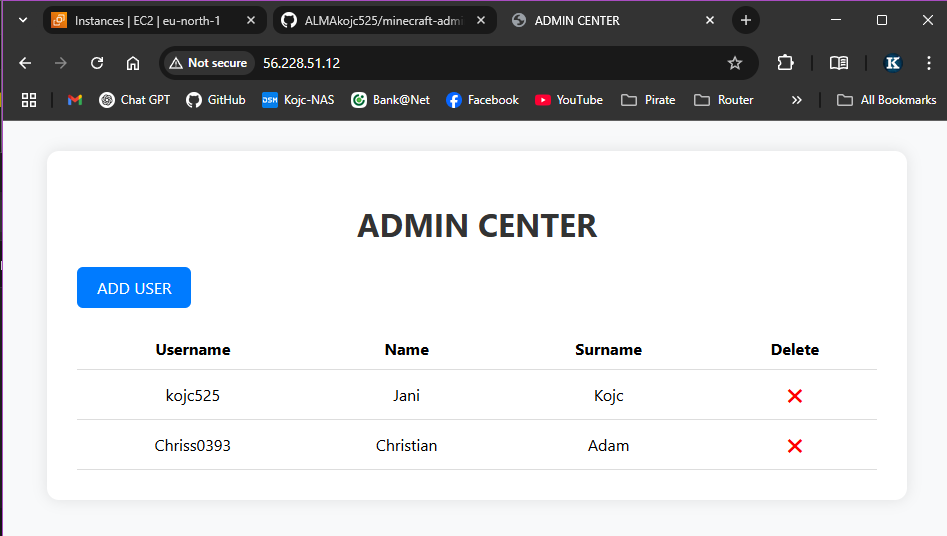 Instances | EC2 | eu-north-1
ALMAkojc525/minecraft-admi
ADMIN CENTER
Not secure
56.228.51.12
K
Chat GPT
GitHub
DSM
Kojc-NAS
Bank@Net
Facebook
YouTube
Pirate
Router
All Bookmarks
ADMIN CENTER
ADD USER
Username Name Surname Delete
kojc525 Jani Kojc
Chriss0393 Christian Adam